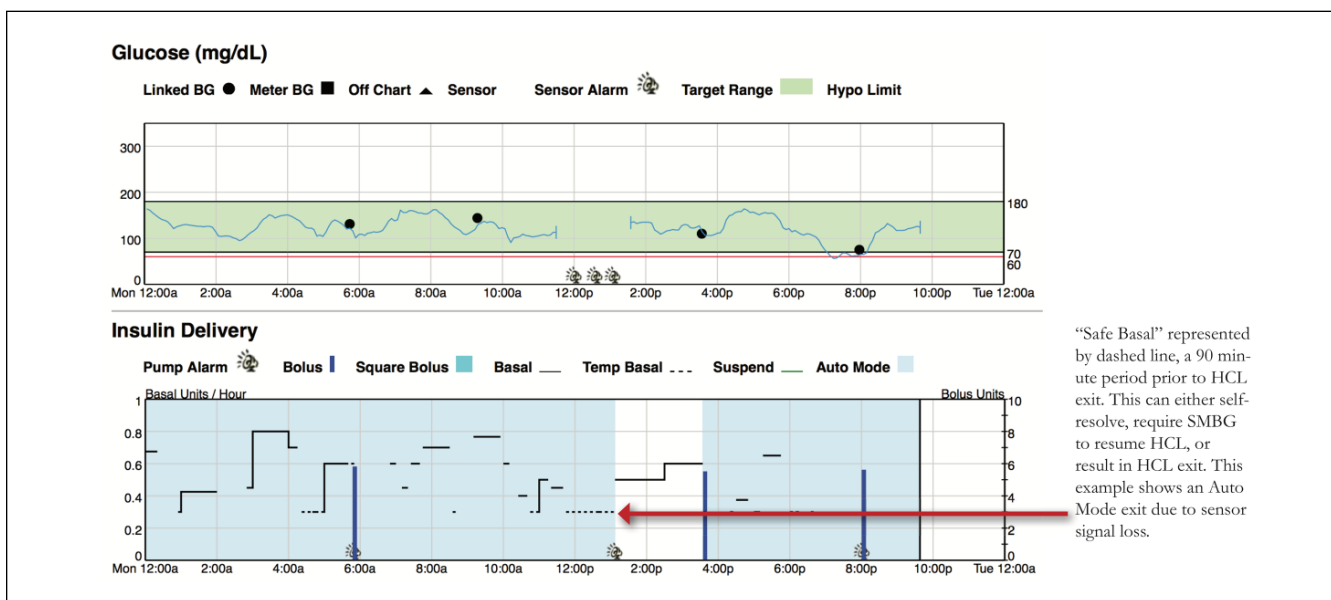 Glucose (mg/dL)
Linked BG Meter BG Off Chart Sensor Sensor Alarm Target Range Hypo Limit
300
200
180
100
70
60
0
Mon 12:00a 2:00a 4:00a 6:00a 8:00a 10:00a 12:00p 2:00p 4:00p 6:00p 8:00p 10:00p Tue 12:00a
Insulin Delivery
Pump Alarm Bolus Square Bolus Basal Temp Basal Suspend Auto Mode
Basal Units / Hour Bolus Units
1 10
0.8 8
0.6 6
0.4 4
0.2 2
0 0
Mon 12:00a 2:00a 4:00a 6:00a 8:00a 10:00a 12:00p 2:00p 4:00p 6:00p 8:00p 10:00p Tue 12:00a
“Safe Basal” represented
by dashed line, a 90 min-
ute period prior to HCL
exit. This can either self-
resolve, require SMBG
to resume HCL, or
result in HCL exit. This
example shows an Auto
Mode exit due to sensor
signal loss.